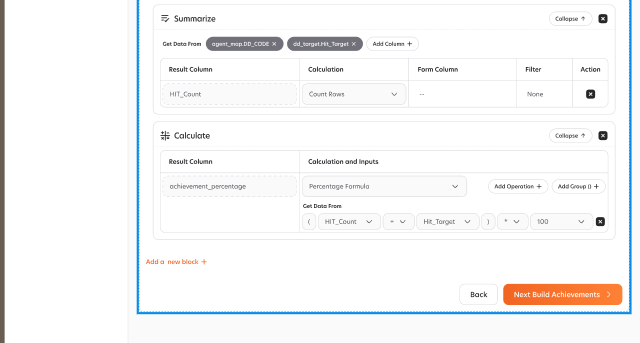 Summarize
Collapse ↑
Get Data From agent_map.DD_CODE × dd_target.Hit_Target × Add Column +
Result Column Calculation Form Column Filter Action
HIT_Count Count Rows -- None
Calculate
Collapse ↑
Result Column Calculation and Inputs
achievement_percentage Percentage Formula Add Operation + Add Group () +
Get Data From
( HIT_Count ÷ Hit_Target ) * 100
Add a new block +
Back Next Build Achievements >